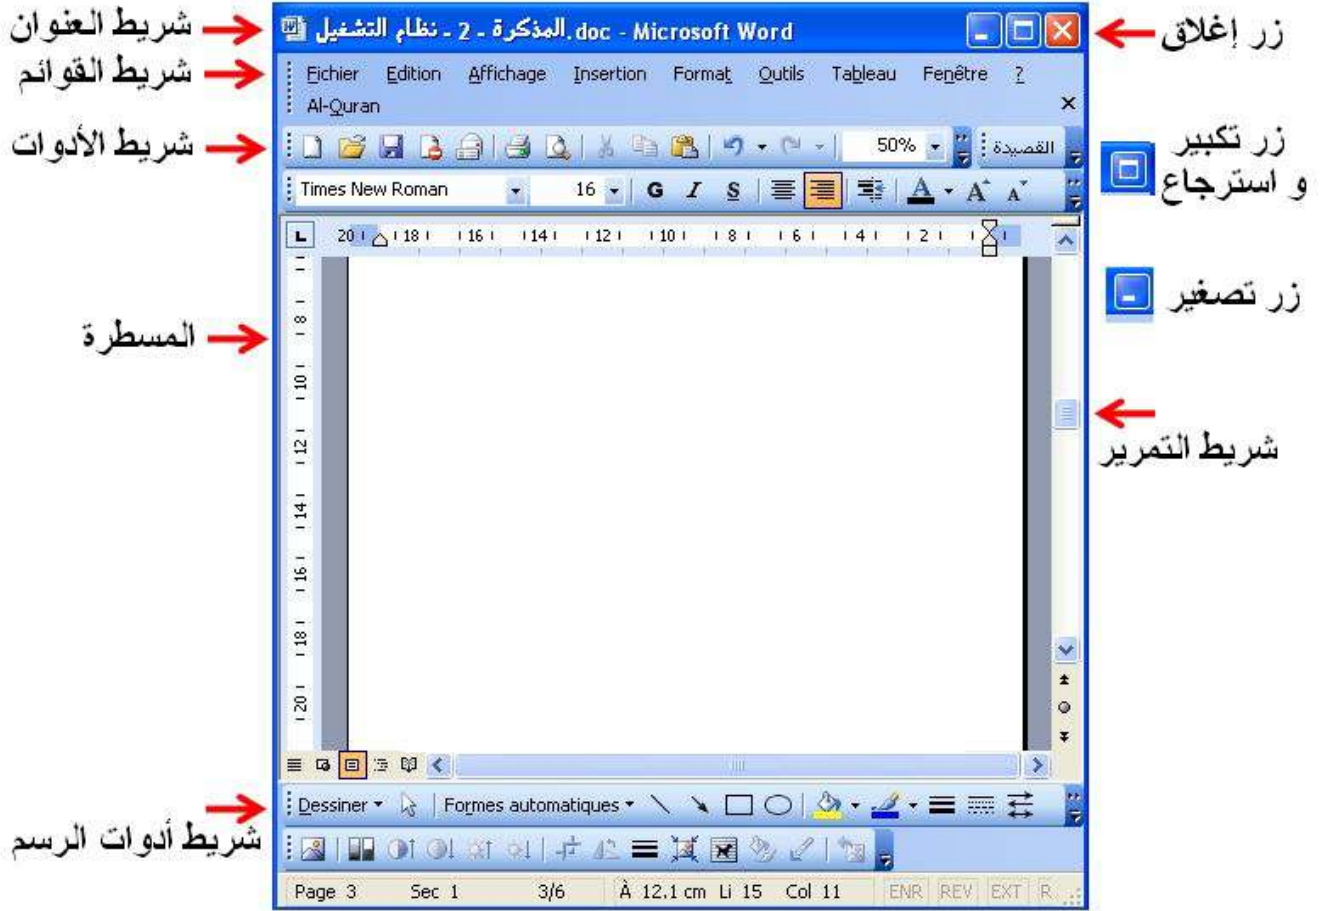 شريط العنوان
المذكرة - 2 - نظام التشغيل.doc - Microsoft Word
زر إغلاق
شريط القوائم
Fichier Edition Affichage Insertion Format Outils Tableau Fenêtre ?
Al-Quran
شريط الأدوات
50%
القصيدة
زر تكبير
و استرجاع
Times New Roman 16 G I S A A A
L 20 18 16 14 12 10 8 6 4 2
زر تصغير
المسطرة
8
10
12
14
16
18
20
شريط التمرير
Dessiner Formes automatiques
شريط أدوات الرسم
Page 3 Sec 1 3/6 À 12.1 cm Li 15 Col 11 ENR REV EXT R